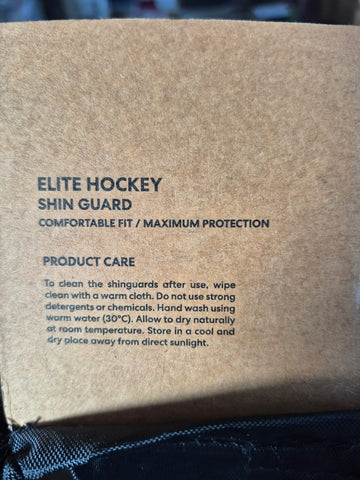 ELITE HOCKEY
SHIN GUARD
COMFORTABLE FIT / MAXIMUM PROTECTION
PRODUCT CARE
To clean the shinguards after use, wipe
clean with a warm cloth. Do not use strong
detergents or chemicals. Hand wash using
warm water (30°C). Allow to dry naturally
at room temperature. Store in a cool and
dry place away from direct sunlight.